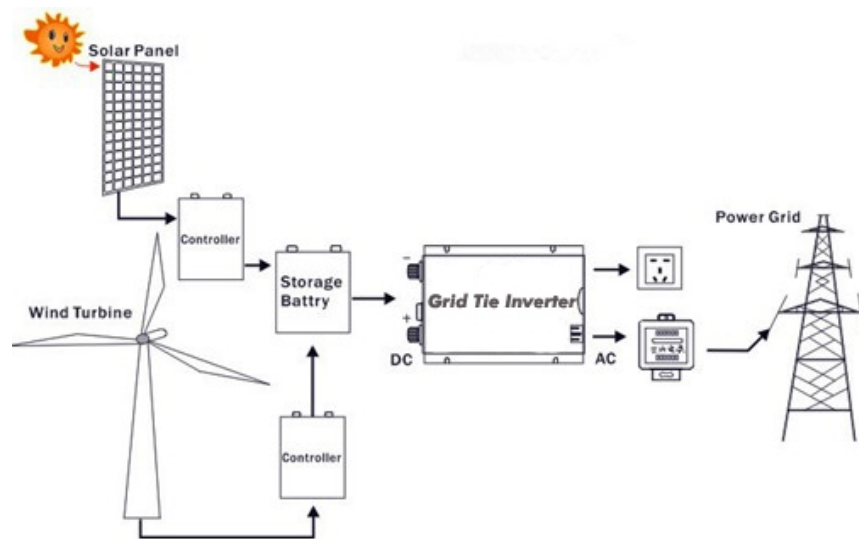 Solar Panel
Controller
Power Grid
Storage
Battry
Grid Tie Inverter
Wind Turbine
−
+
DC
AC
Controller